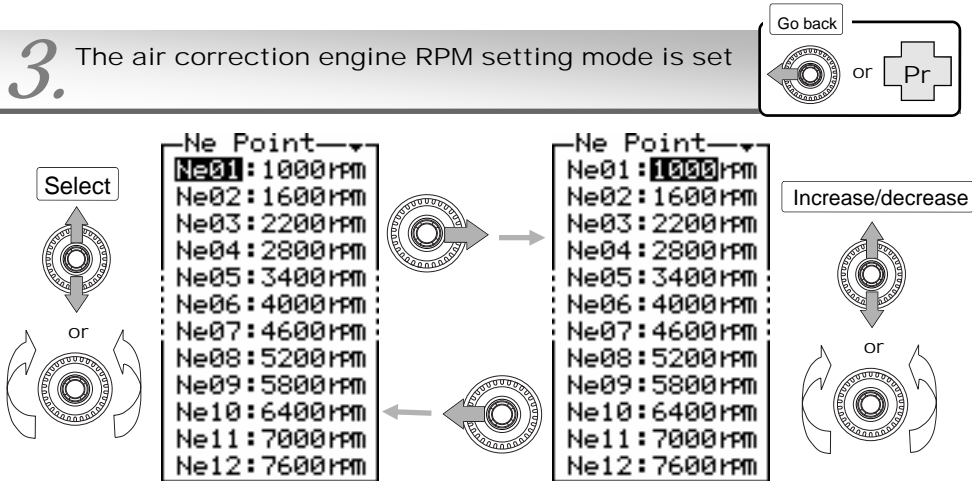 Go back
3. The air correction engine RPM setting mode is set
or Pr
Select
or
Ne Point
Ne01:1000rpm
Ne02:1600rpm
Ne03:2200rpm
Ne04:2800rpm
Ne05:3400rpm
Ne06:4000rpm
Ne07:4600rpm
Ne08:5200rpm
Ne09:5800rpm
Ne10:6400rpm
Ne11:7000rpm
Ne12:7600rpm
Ne Point
Ne01:1000rpm
Ne02:1600rpm
Ne03:2200rpm
Ne04:2800rpm
Ne05:3400rpm
Ne06:4000rpm
Ne07:4600rpm
Ne08:5200rpm
Ne09:5800rpm
Ne10:6400rpm
Ne11:7000rpm
Ne12:7600rpm
Increase/decrease
or